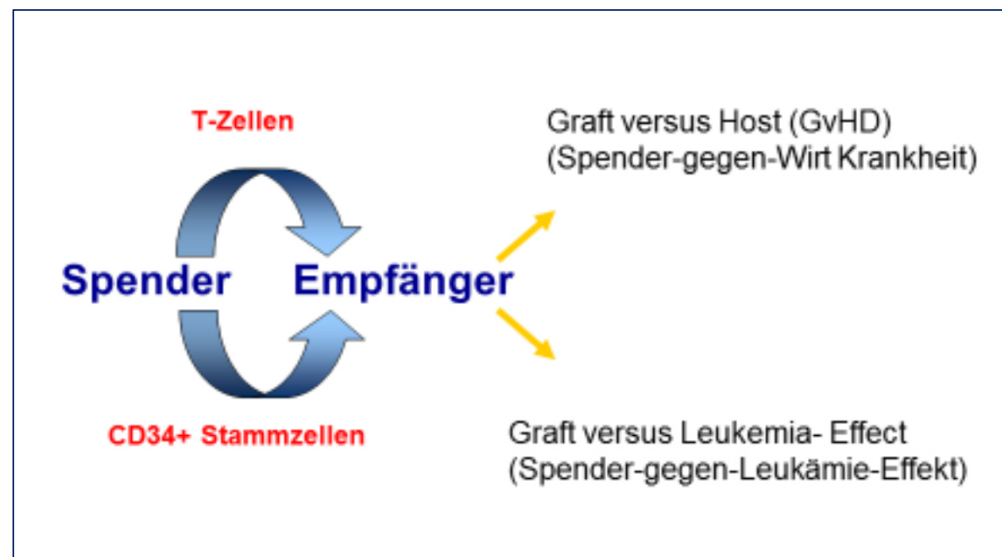 T-Zellen
Spender
Empfänger
CD34+ Stammzellen
Graft versus Host (GvHD)
(Spender-gegen-Wirt Krankheit)
Graft versus Leukemia- Effect
(Spender-gegen-Leukämie-Effekt)